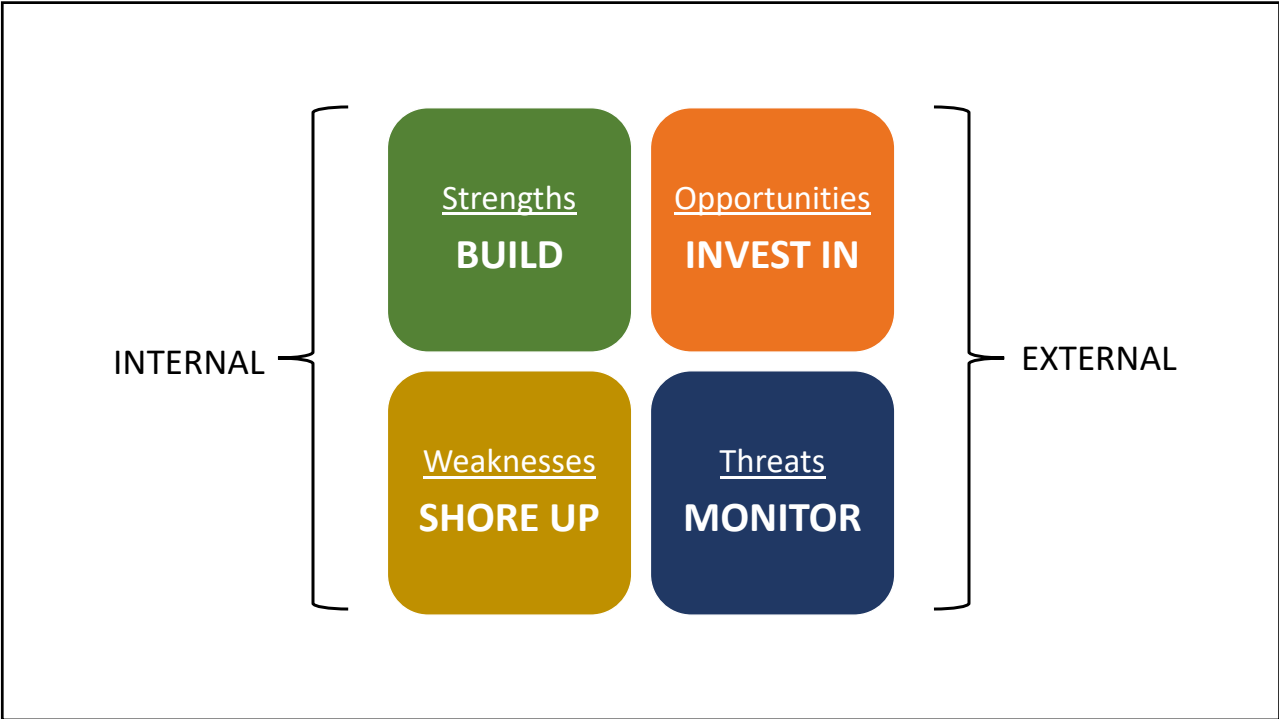 INTERNAL
Strengths
BUILD
Opportunities
INVEST IN
Weaknesses
SHORE UP
Threats
MONITOR
EXTERNAL